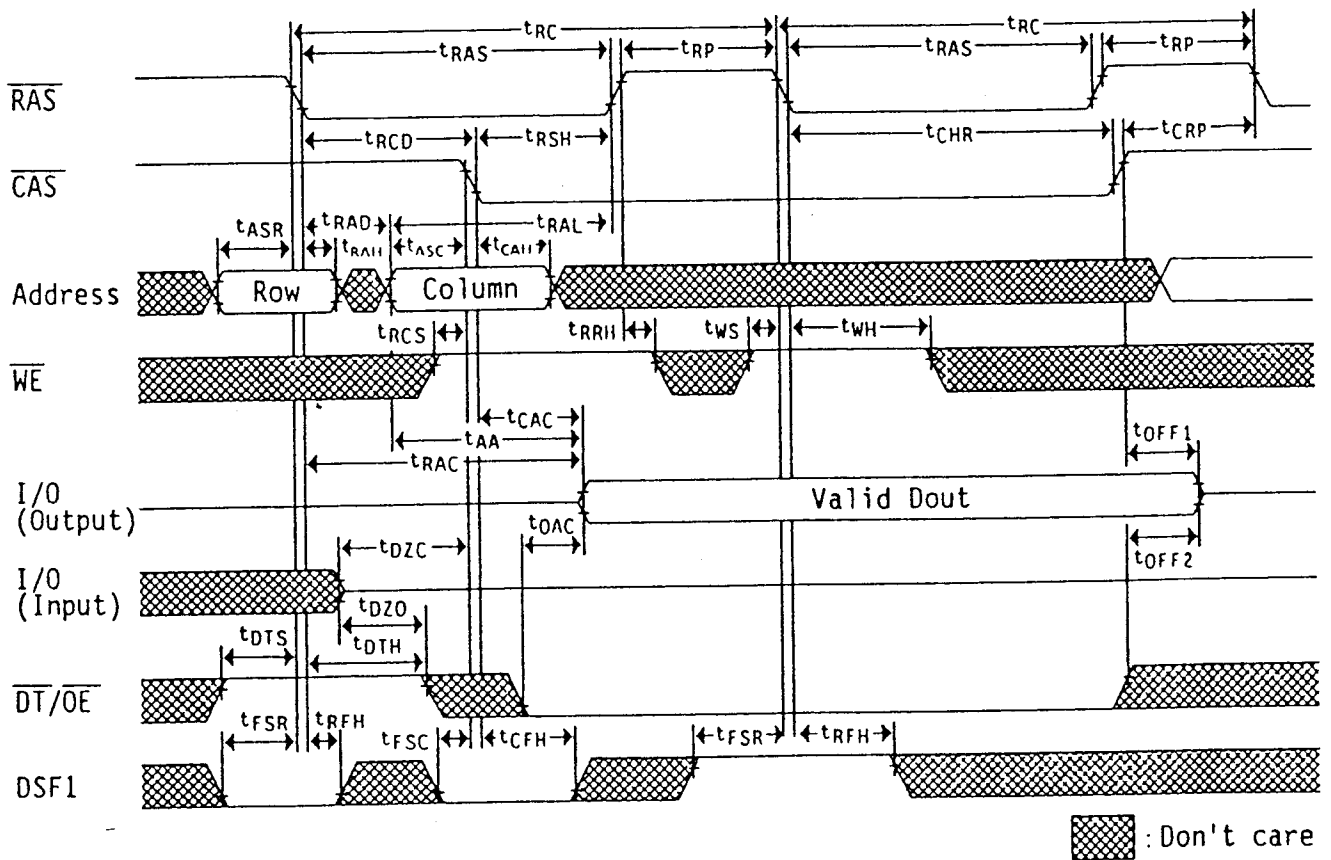 tRC tRC
tRAS tRP tRAS tRP
RAS
tRCD tRSH tCHR tCRP
CAS
tASR tRAD tRAL
tRAH tASC tCAH
Address Row Column
tRCS tRRH tWS tWH
WE
tCAC
tAA
tRAC tOFF1
I/O
(Output) Valid Dout
tOAC
tDZC tOFF2
I/O
(Input)
tDZO
tDTS tDTH
DT/OE
tFSR tRFH tFSC tCFH tFSR tRFH
DSF1
: Don't care